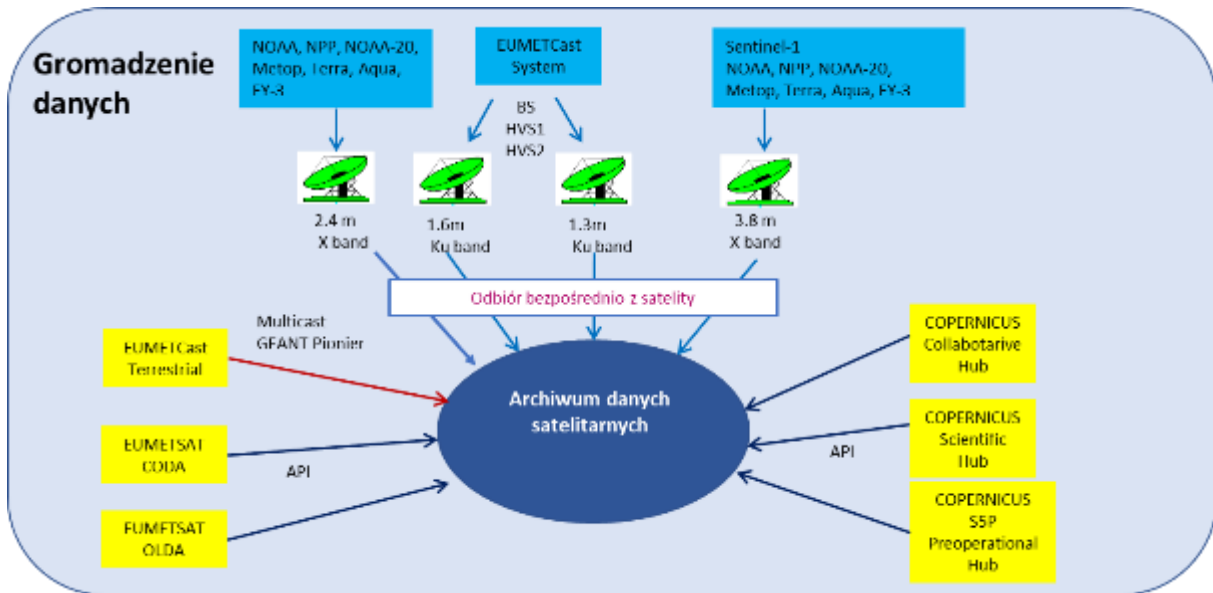 Gromadzenie
danych
NOAA, NPP, NOAA-20,
Metop, Terra, Aqua,
FY-3
EUMETCast
System
Sentinel-1
NOAA, NPP, NOAA-20,
Metop, Terra, Aqua, FY-3
BS
HVS1
HVS2
2.4 m
X band
1.6m
Ku band
1.3m
Ku band
3.8 m
X band
Odbiór bezpośrednio z satelity
Multicast
GEANT Pionier
EUMETCast
Terrestrial
EUMETSAT
CODA
API
EUMETSAT
OLDA
Archiwum danych
satelitarnych
COPERNICUS
Collabotarive
Hub
COPERNICUS
Scientific
Hub
API
COPERNICUS
S5P
Preoperational
Hub